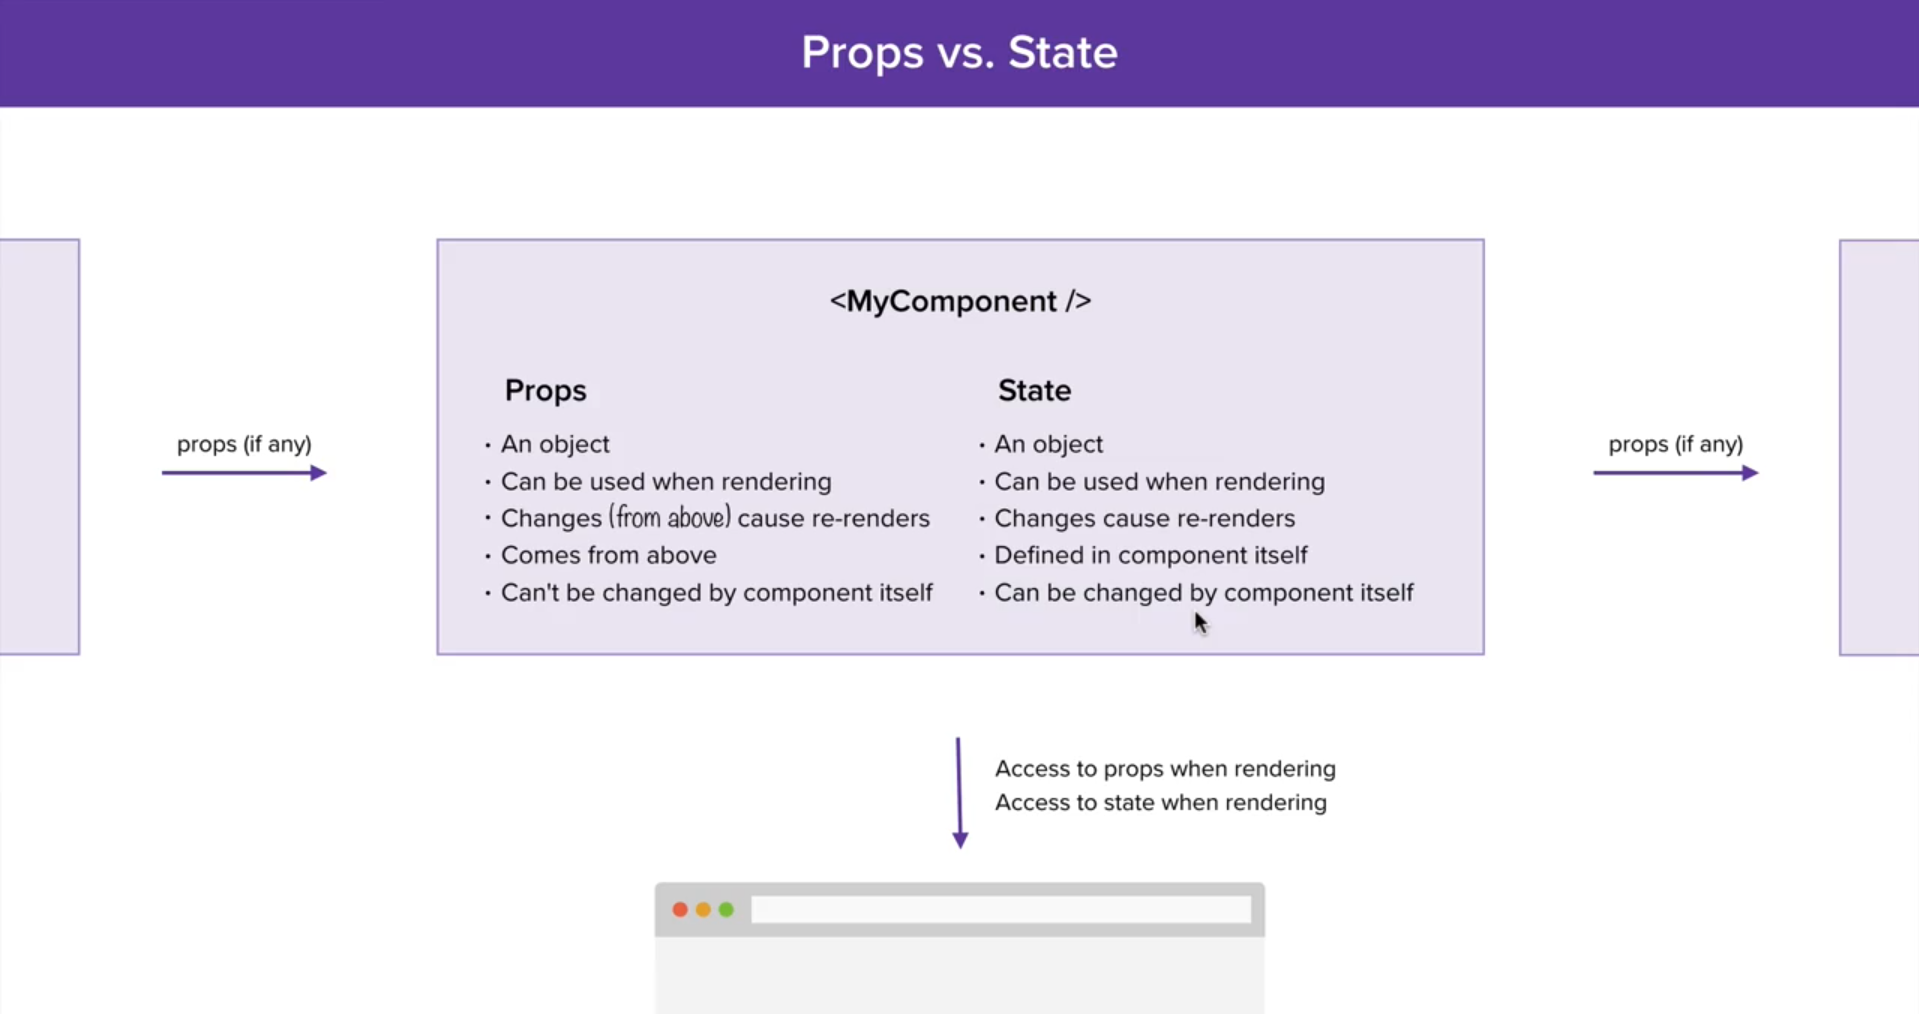 Props vs. State
<MyComponent />
props (if any)
Props
• An object
• Can be used when rendering
• Changes (from above) cause re-renders
• Comes from above
• Can't be changed by component itself
State
• An object
• Can be used when rendering
• Changes cause re-renders
• Defined in component itself
• Can be changed by component itself
props (if any)
Access to props when rendering
Access to state when rendering